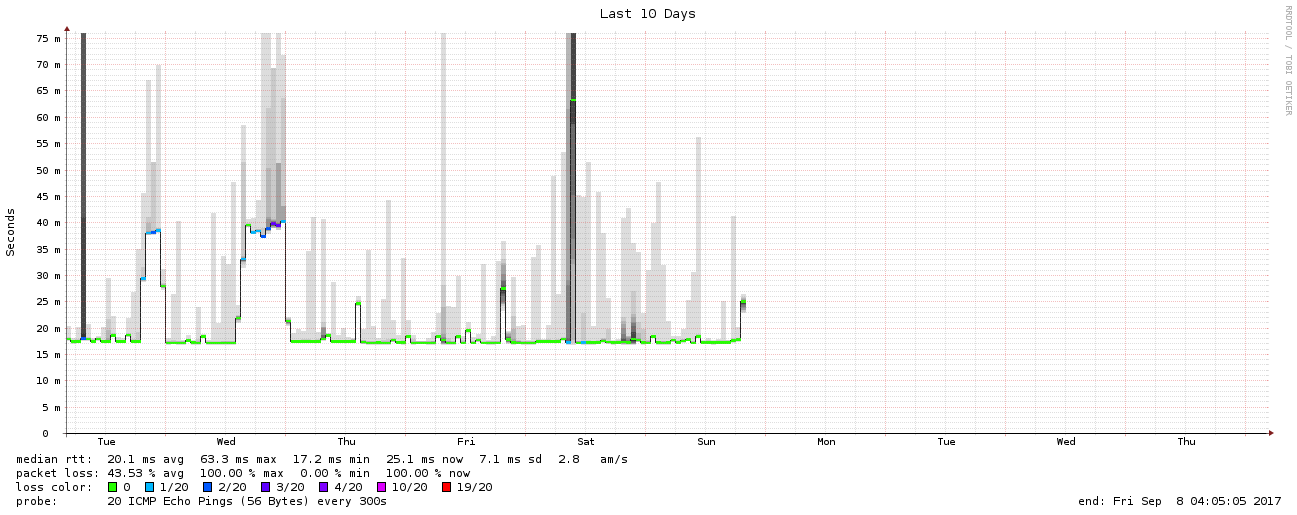 Last 10 Days
RRDTOOL / TOBI OETIKER
Seconds
75 m
70 m
65 m
60 m
55 m
50 m
45 m
40 m
35 m
30 m
25 m
20 m
15 m
10 m
5 m
0
Tue Wed Thu Fri Sat Sun Mon Tue Wed Thu
median rtt: 20.1 ms avg 63.3 ms max 17.2 ms min 25.1 ms now 7.1 ms sd 2.8 am/s
packet loss: 43.53 % avg 100.00 % max 0.00 % min 100.00 % now
loss color: 0 1/20 2/20 3/20 4/20 10/20 19/20
probe: 20 ICMP Echo Pings (56 Bytes) every 300s end: Fri Sep 8 04:05:05 2017